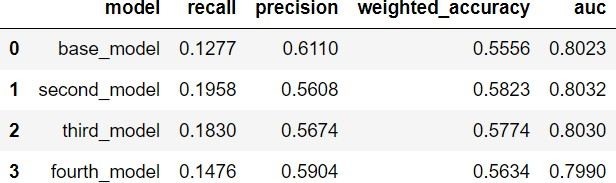 model recall precision weighted_accuracy auc
0 base_model 0.1277 0.6110 0.5556 0.8023
1 second_model 0.1958 0.5608 0.5823 0.8032
2 third_model 0.1830 0.5674 0.5774 0.8030
3 fourth_model 0.1476 0.5904 0.5634 0.7990